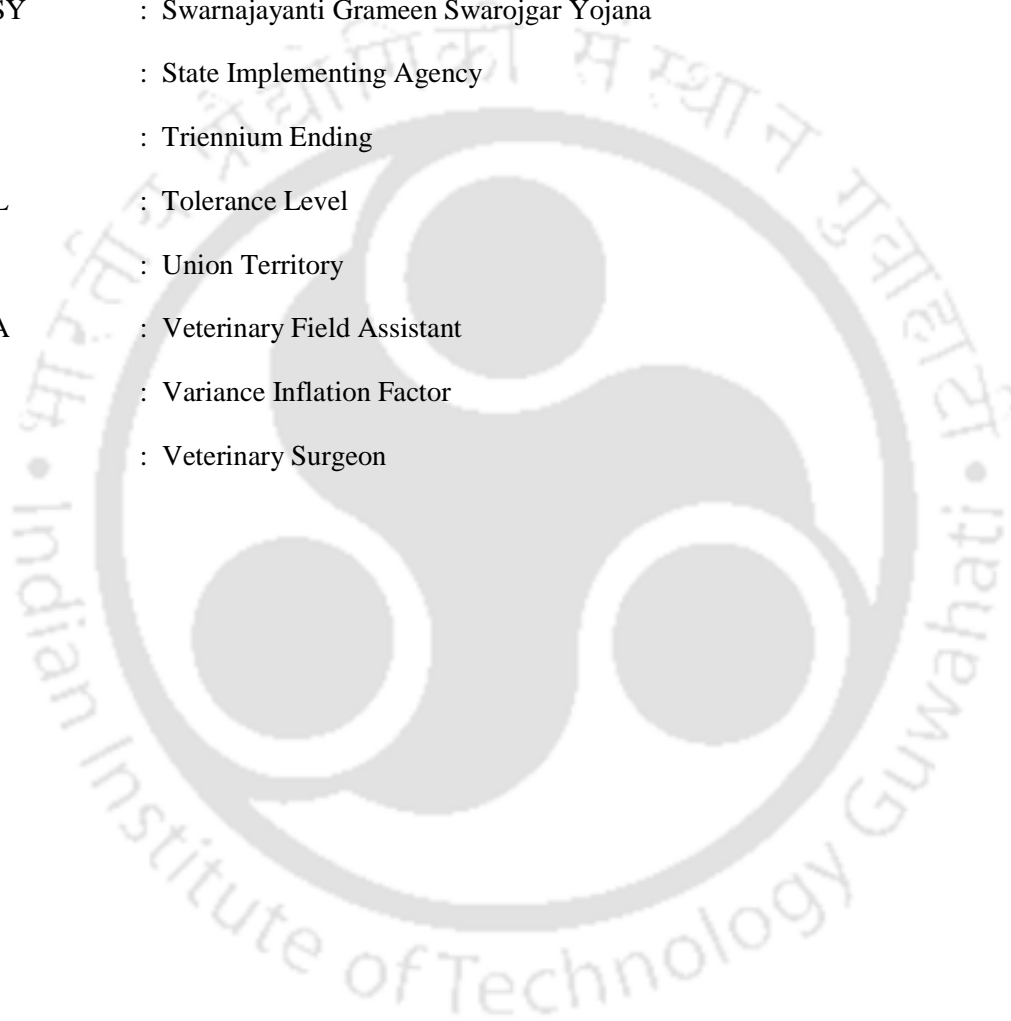 SY : Swarnajayanti Grameen Swarojgar Yojana
: State Implementing Agency
: Triennium Ending
L : Tolerance Level
: Union Territory
A : Veterinary Field Assistant
: Variance Inflation Factor
: Veterinary Surgeon
Indian Institute of Technology Guwahati